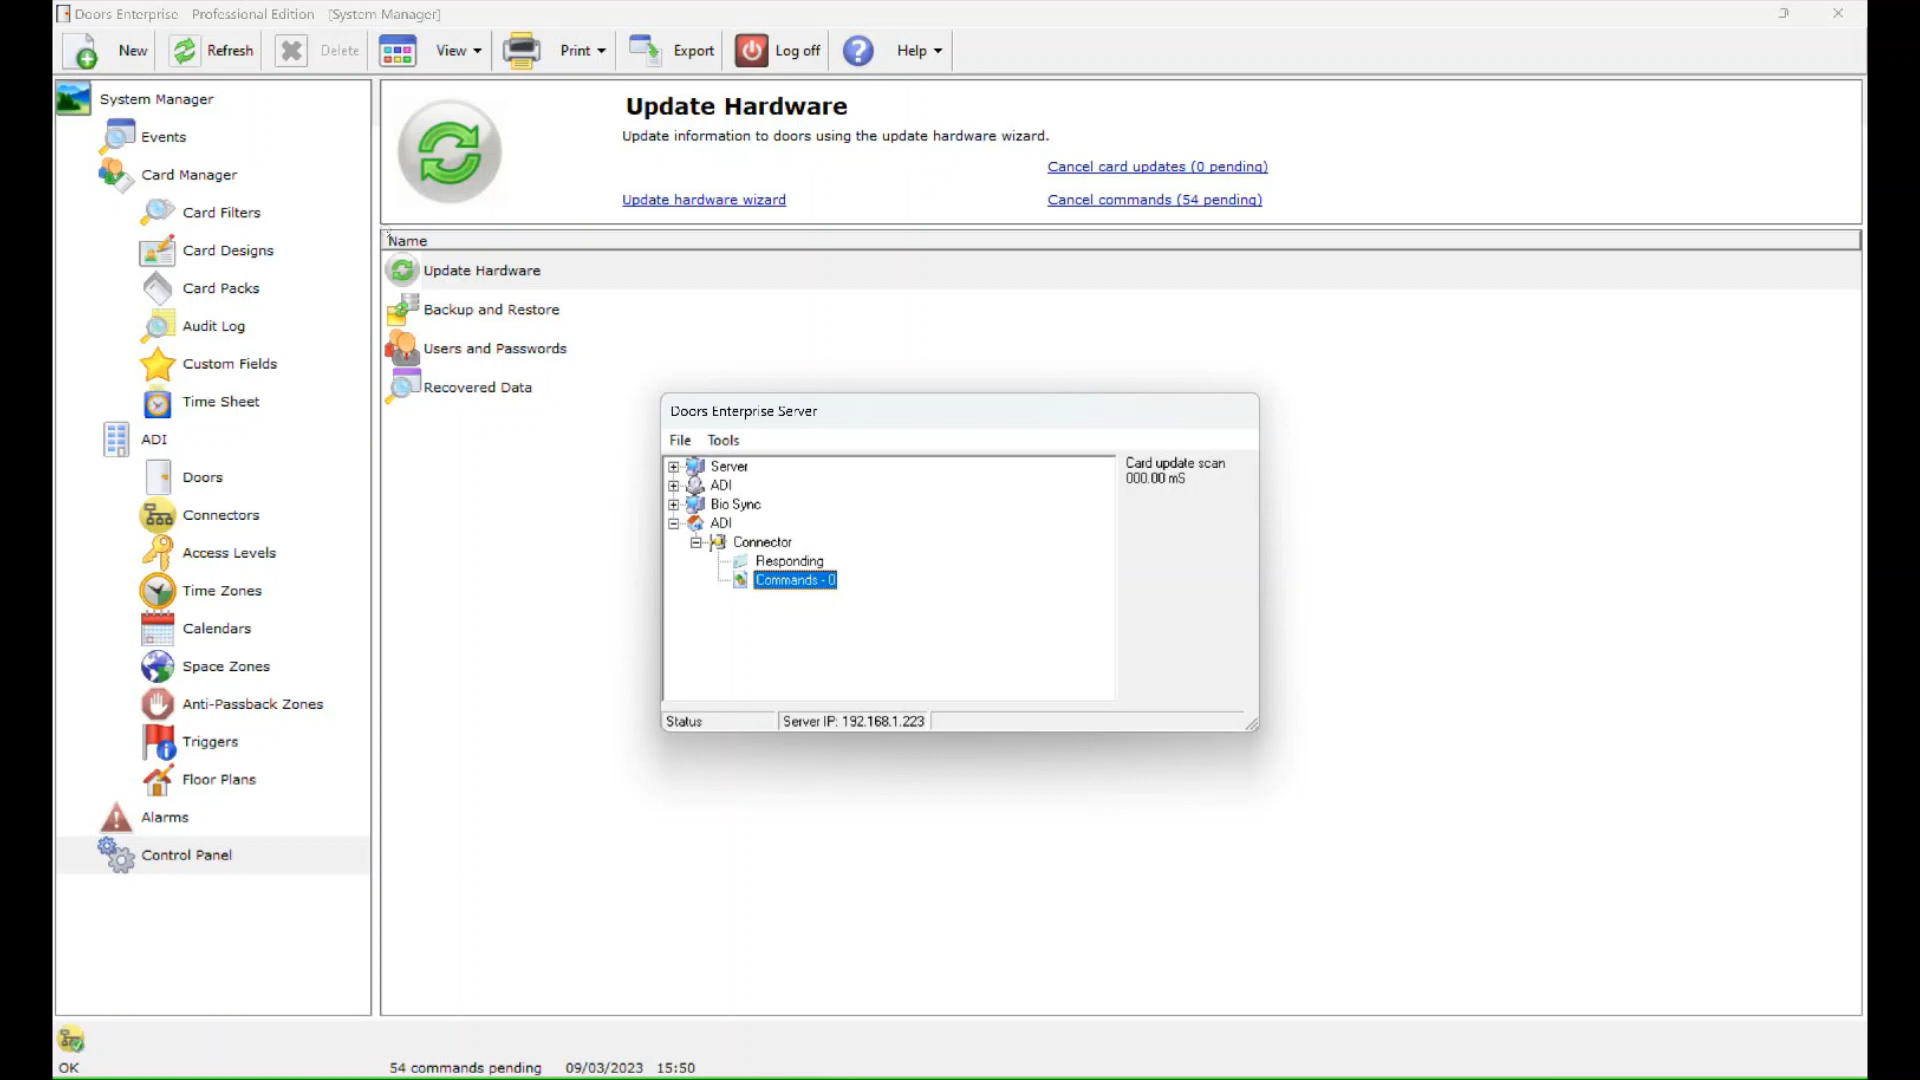 Doors Enterprise Professional Edition [System Manager]
New Refresh Delete View Print Export Log off Help
System Manager
Events
Card Manager
Card Filters
Card Designs
Card Packs
Audit Log
Custom Fields
Time Sheet
ADI
Doors
Connectors
Access Levels
Time Zones
Calendars
Space Zones
Anti-Passback Zones
Triggers
Floor Plans
Alarms
Control Panel
Update Hardware
Update information to doors using the update hardware wizard.
Cancel card updates (0 pending)
Update hardware wizard
Cancel commands (54 pending)
Name
Update Hardware
Backup and Restore
Users and Passwords
Recovered Data
Doors Enterprise Server
File Tools
Server
ADI
Bio Sync
ADI
Connector
Responding
Commands - 0
Card update scan
000.00 mS
Status Server IP: 192.168.1.223
OK 54 commands pending 09/03/2023 15:50